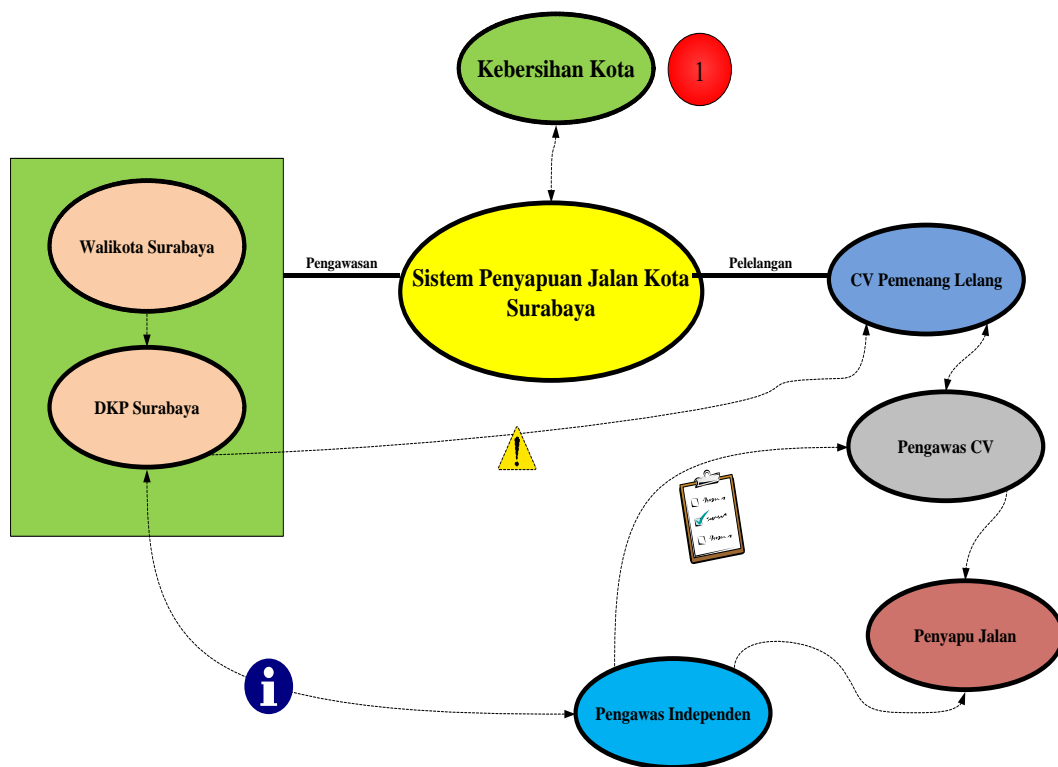 Kebersihan Kota
1
Walikota Surabaya
Pengawasan
Sistem Penyapuan Jalan Kota
Surabaya
Pelelangan
CV Pemenang Lelang
DKP Surabaya
Pengawas CV
Penyapu Jalan
Pengawas Independen